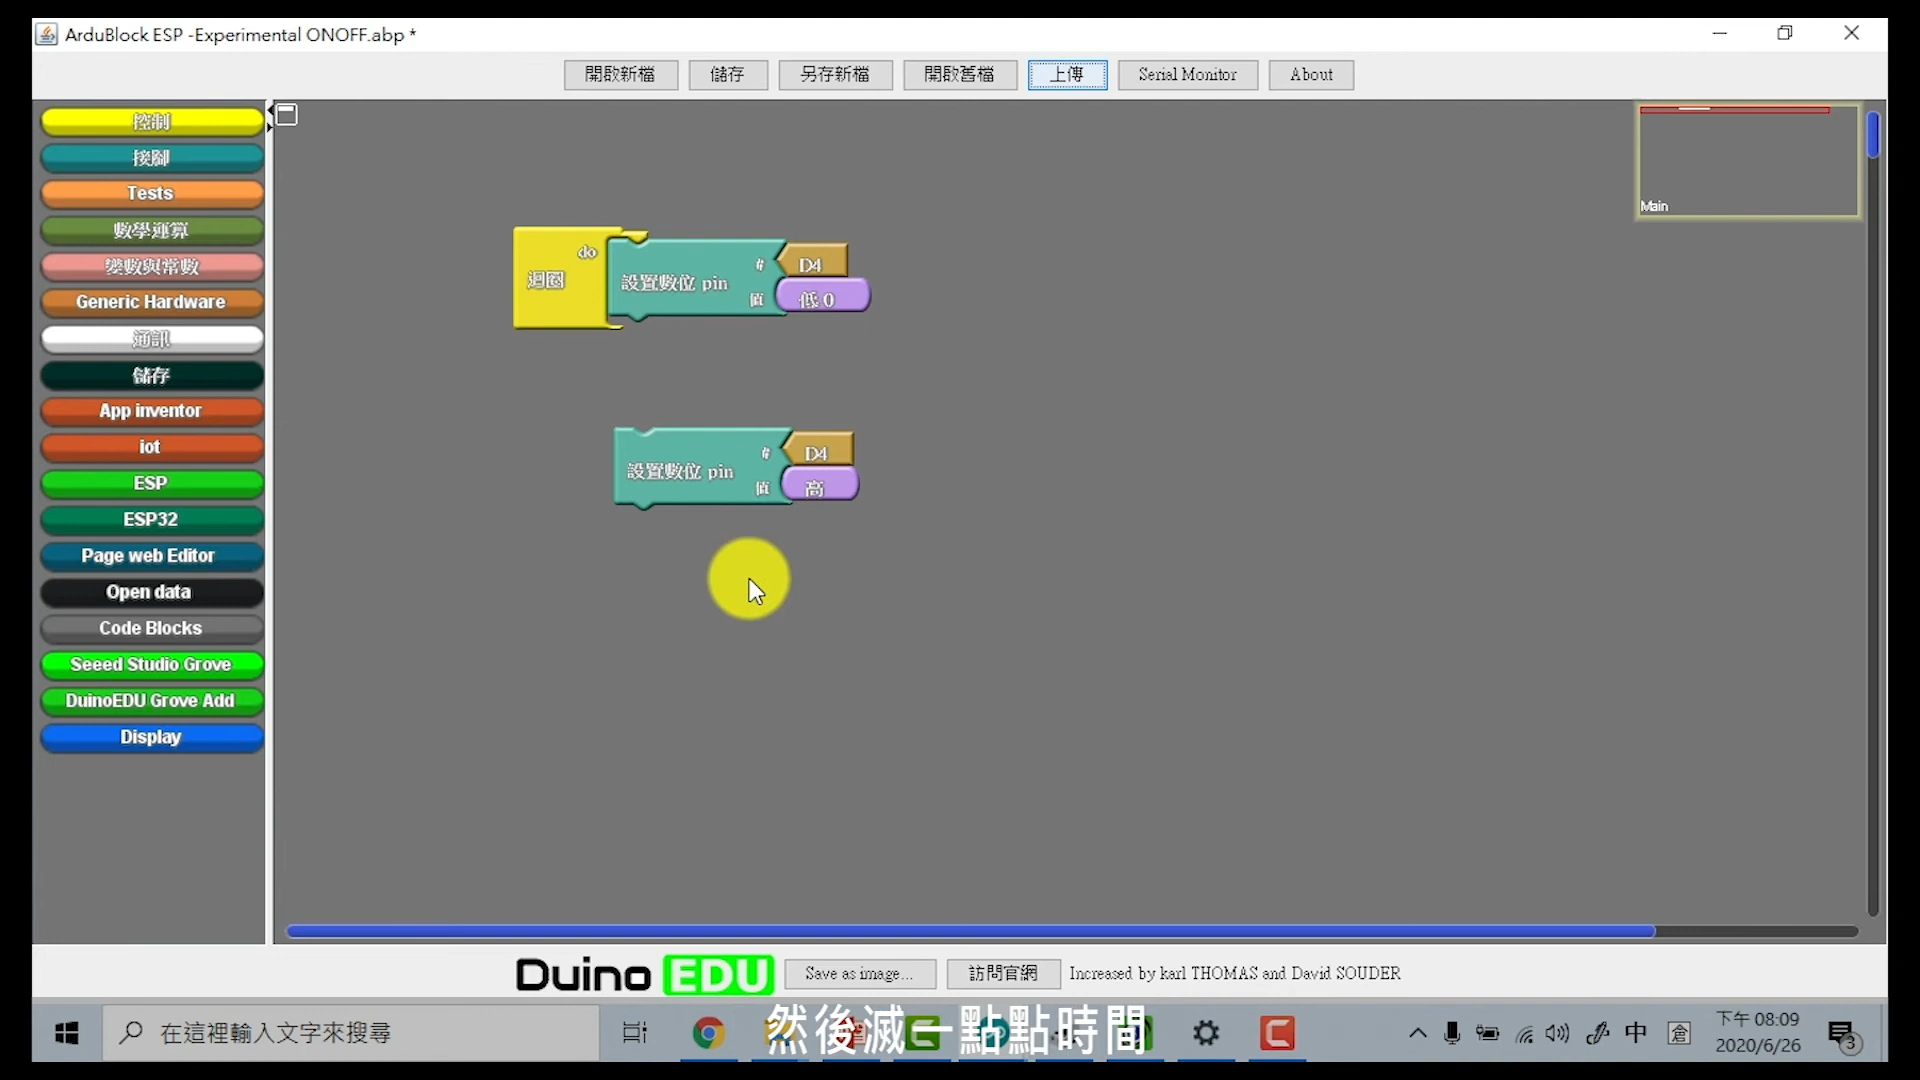 ArduBlock ESP -Experimental ONOFF.abp *
開啟新檔 儲存 另存新檔 開啟舊檔 上傳 Serial Monitor About
控制
接腳
Tests
數學運算
變數與常數
Generic Hardware
通訊
儲存
App inventor
iot
ESP
ESP32
Page web Editor
Open data
Code Blocks
Seeed Studio Grove
DuinoEDU Grove Add
Display
Main
迴圈 do
設置數位 pin # D4
值 低 0
設置數位 pin # D4
值 高
Duino EDU Save as image... 訪問官網 Increased by karl THOMAS and David SOUDER
然後滅一點點時間
在這裡輸入文字來搜尋
中 倉
下午 08:09
2020/6/26
3